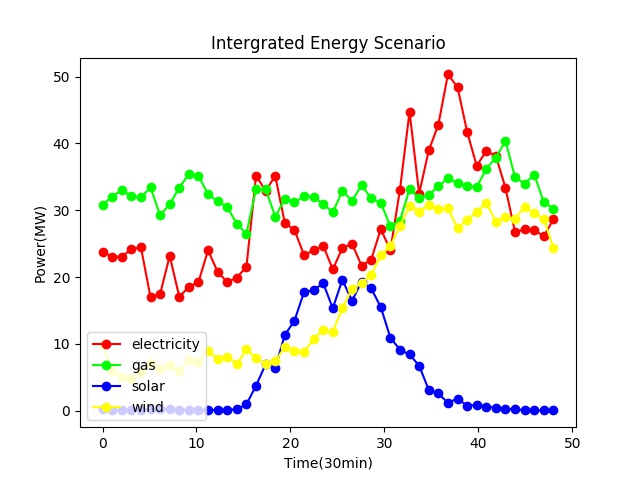 Intergrated Energy Scenario
Power(MW)
50
40
30
20
10
0
electricity
gas
solar
wind
0 10 20 30 40 50
Time(30min)